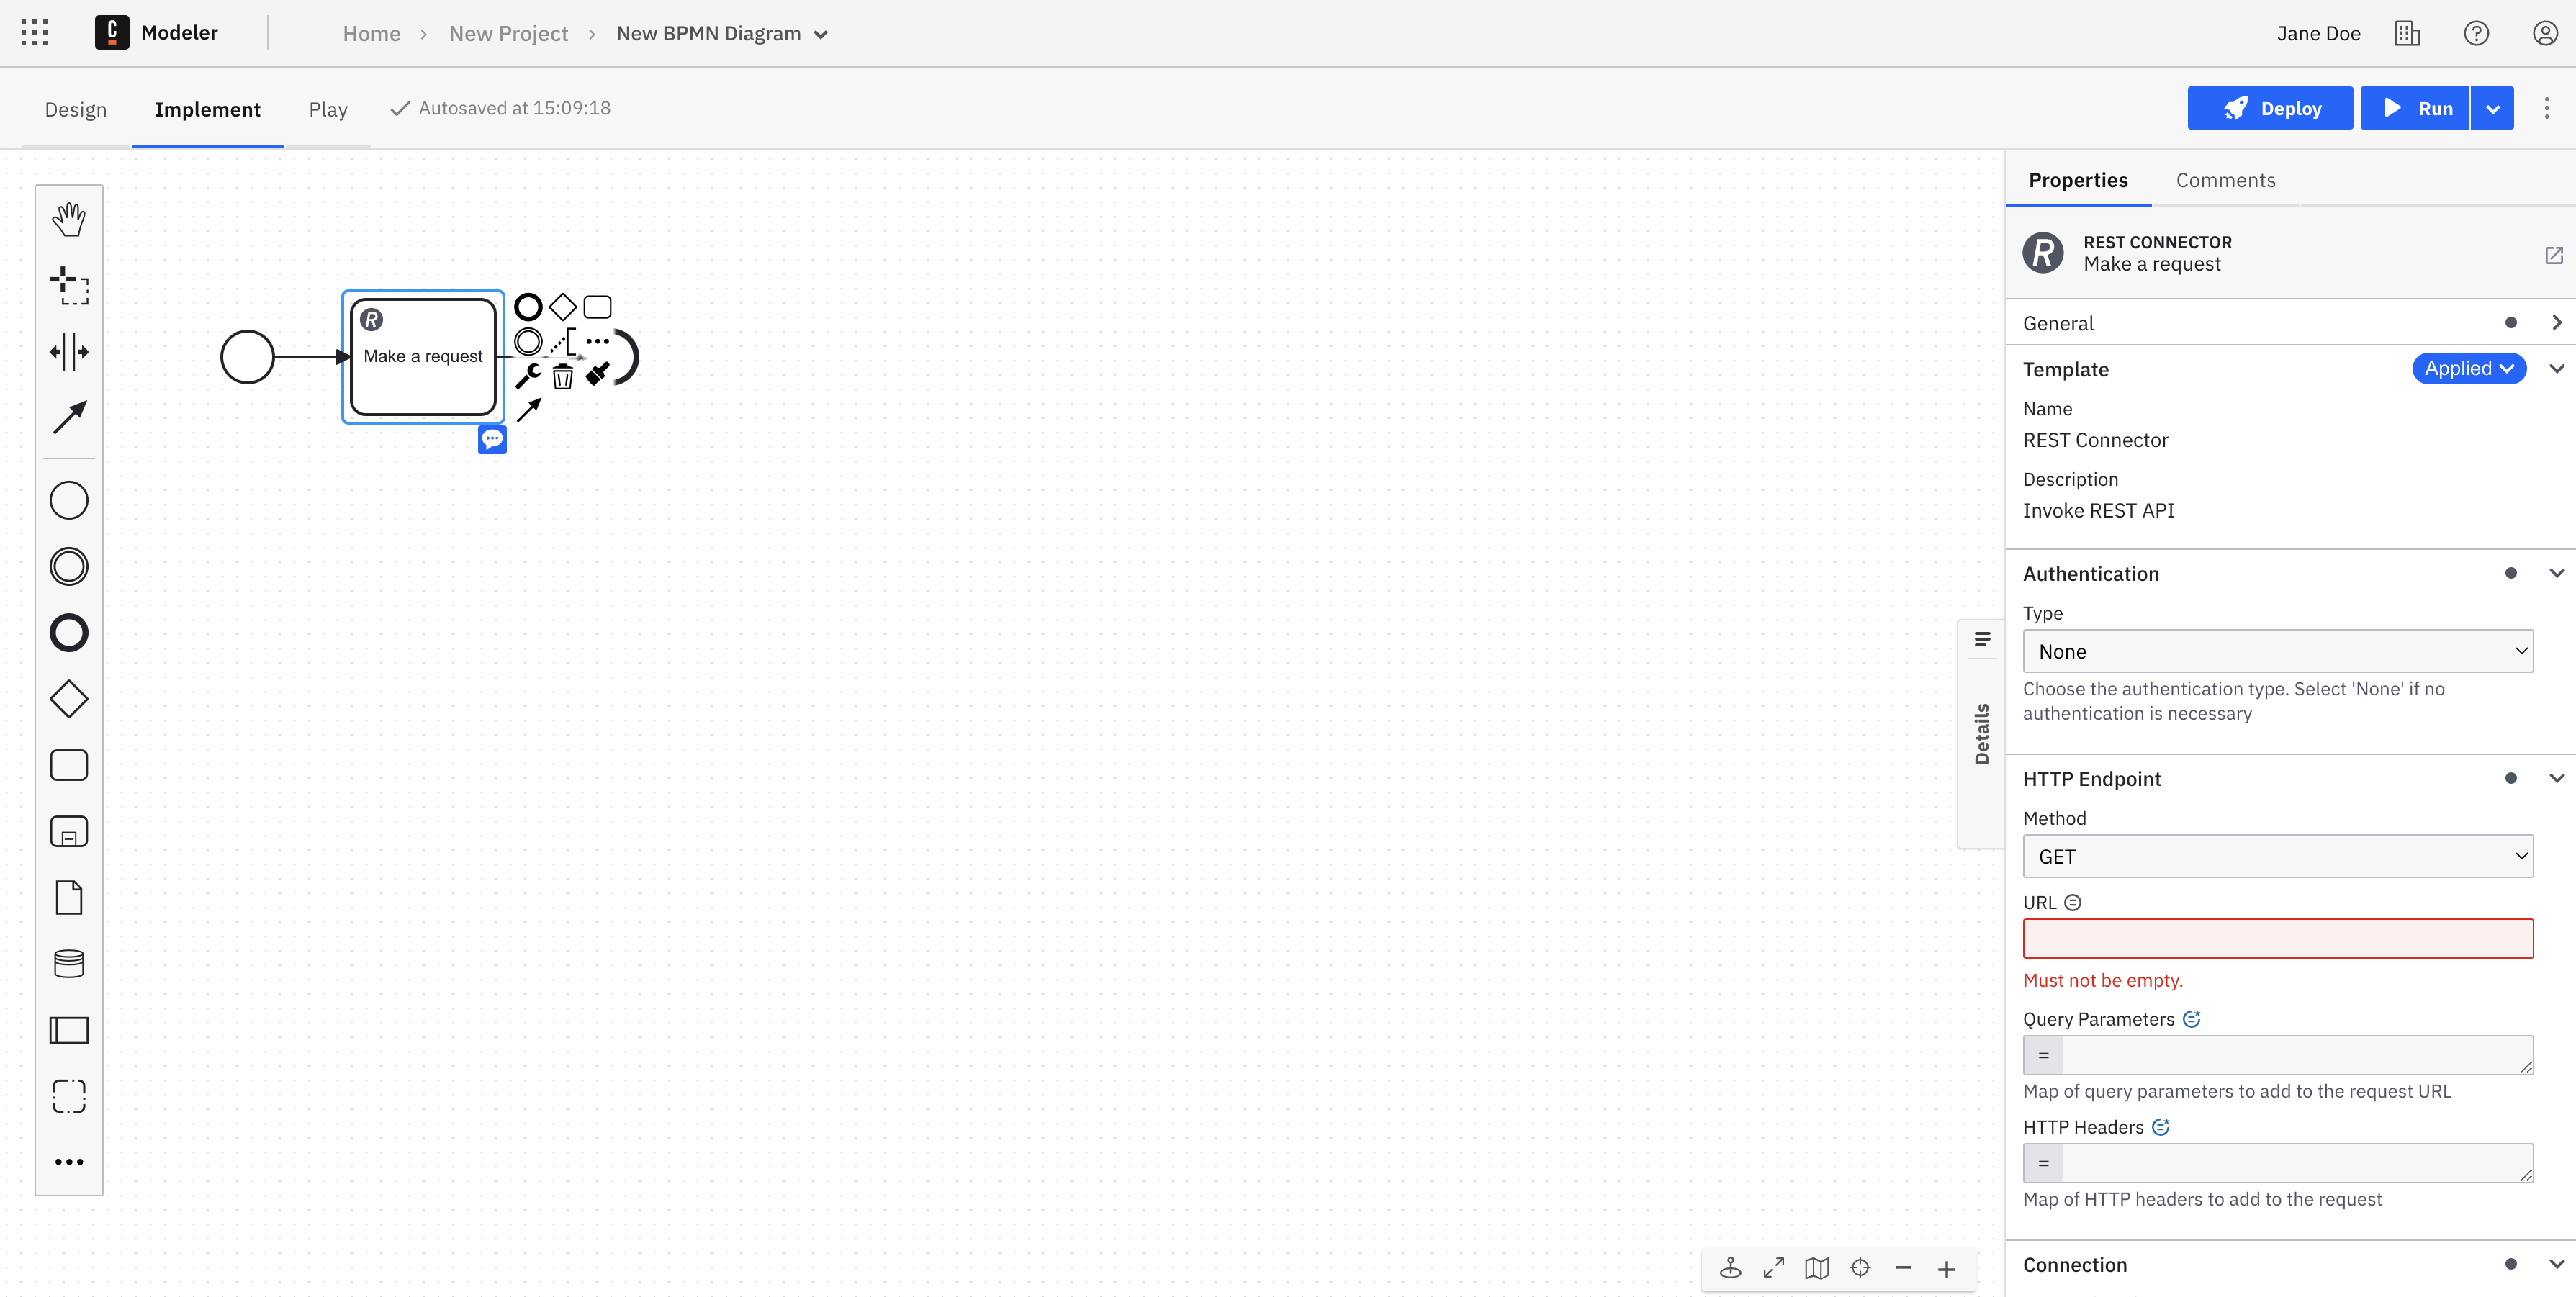 Modeler
Home
New Project
New BPMN Diagram
Jane Doe
Design
Implement
Play
Autosaved at 15:09:18
Deploy
Run
Properties
Comments
R
REST CONNECTOR
Make a request
R
Make a request
General
Template
Applied
Name
REST Connector
Description
Invoke REST API
Authentication
Type
None
Choose the authentication type. Select 'None' if no
authentication is necessary
Details
HTTP Endpoint
Method
GET
URL
Must not be empty.
Query Parameters
=
Map of query parameters to add to the request URL
HTTP Headers
=
Map of HTTP headers to add to the request
Connection